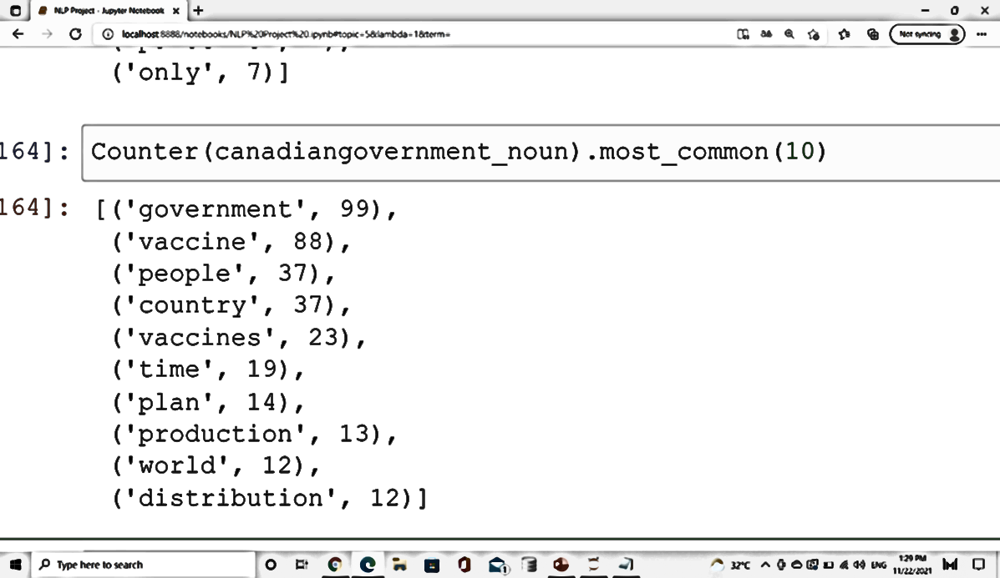 NLP Project - Jupyter Notebook
localhost:8888/notebooks/NLP%20Project%20.ipynb#topic=5&lambda=1&term=
Not syncing
('only', 7)]
164]: Counter(canadiangovernment_noun).most_common(10)
164]: [('government', 99),
('vaccine', 88),
('people', 37),
('country', 37),
('vaccines', 23),
('time', 19),
('plan', 14),
('production', 13),
('world', 12),
('distribution', 12)]
Type here to search
32°C
ENG
1:29 PM
11/22/2021